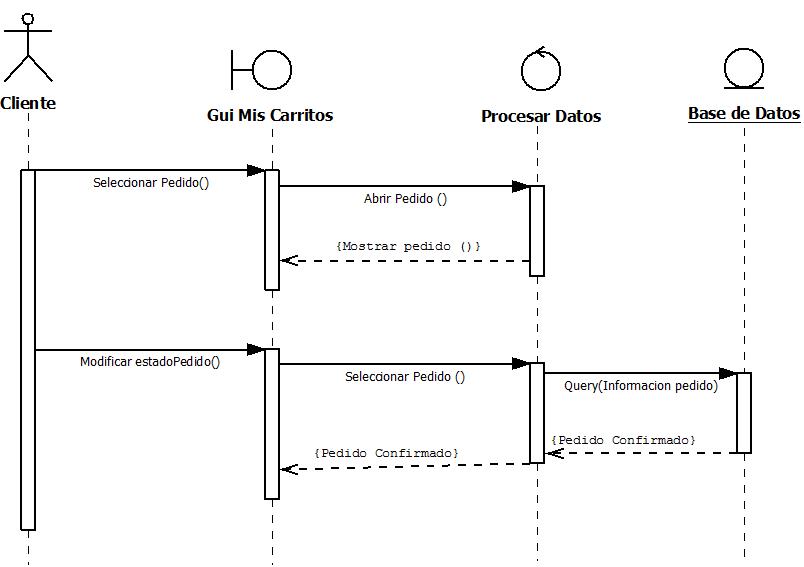 Cliente
Gui Mis Carritos
Procesar Datos
Base de Datos
Seleccionar Pedido()
Abrir Pedido ()
{Mostrar pedido ()}
Modificar estadoPedido()
Seleccionar Pedido ()
Query(Informacion pedido)
{Pedido Confirmado}
{Pedido Confirmado}